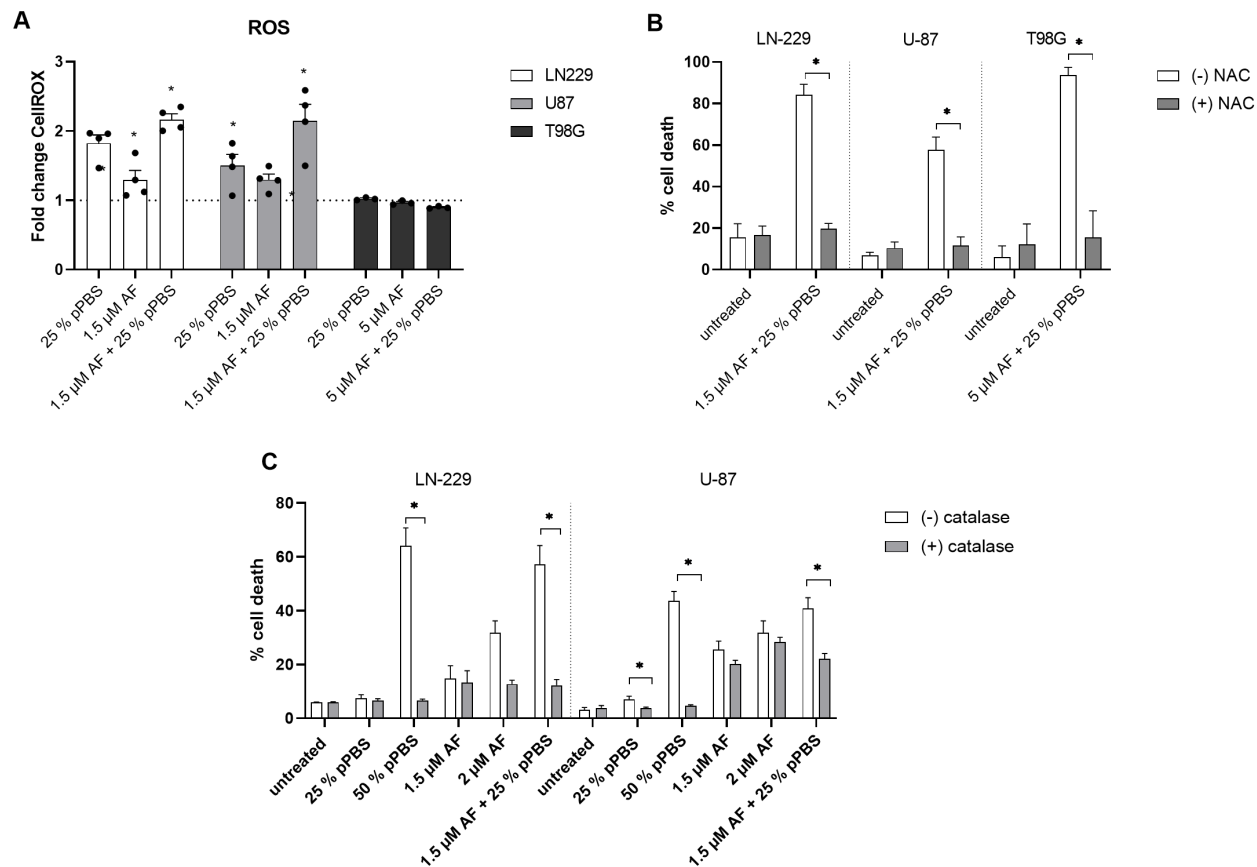 A
ROS
Fold change CellROX
3
2
1
0
*
*
*
*
*
*
*
25 % pPBS
1.5 µM AF
1.5 µM AF + 25 % pPBS
25 % pPBS
1.5 µM AF
1.5 µM AF + 25 % pPBS
25 % pPBS
5 µM AF
5 µM AF + 25 % pPBS
LN229
U87
T98G
B
LN-229
U-87
T98G
% cell death
100
80
60
40
20
0
*
*
*
untreated
1.5 µM AF + 25 % pPBS
untreated
1.5 µM AF + 25 % pPBS
untreated
5 µM AF + 25 % pPBS
(-) NAC
(+) NAC
C
LN-229
U-87
% cell death
80
60
40
20
0
*
*
*
*
*
untreated
25 % pPBS
50 % pPBS
1.5 µM AF
2 µM AF
1.5 µM AF + 25 % pPBS
untreated
25 % pPBS
50 % pPBS
1.5 µM AF
2 µM AF
1.5 µM AF + 25 % pPBS
(-) catalase
(+) catalase